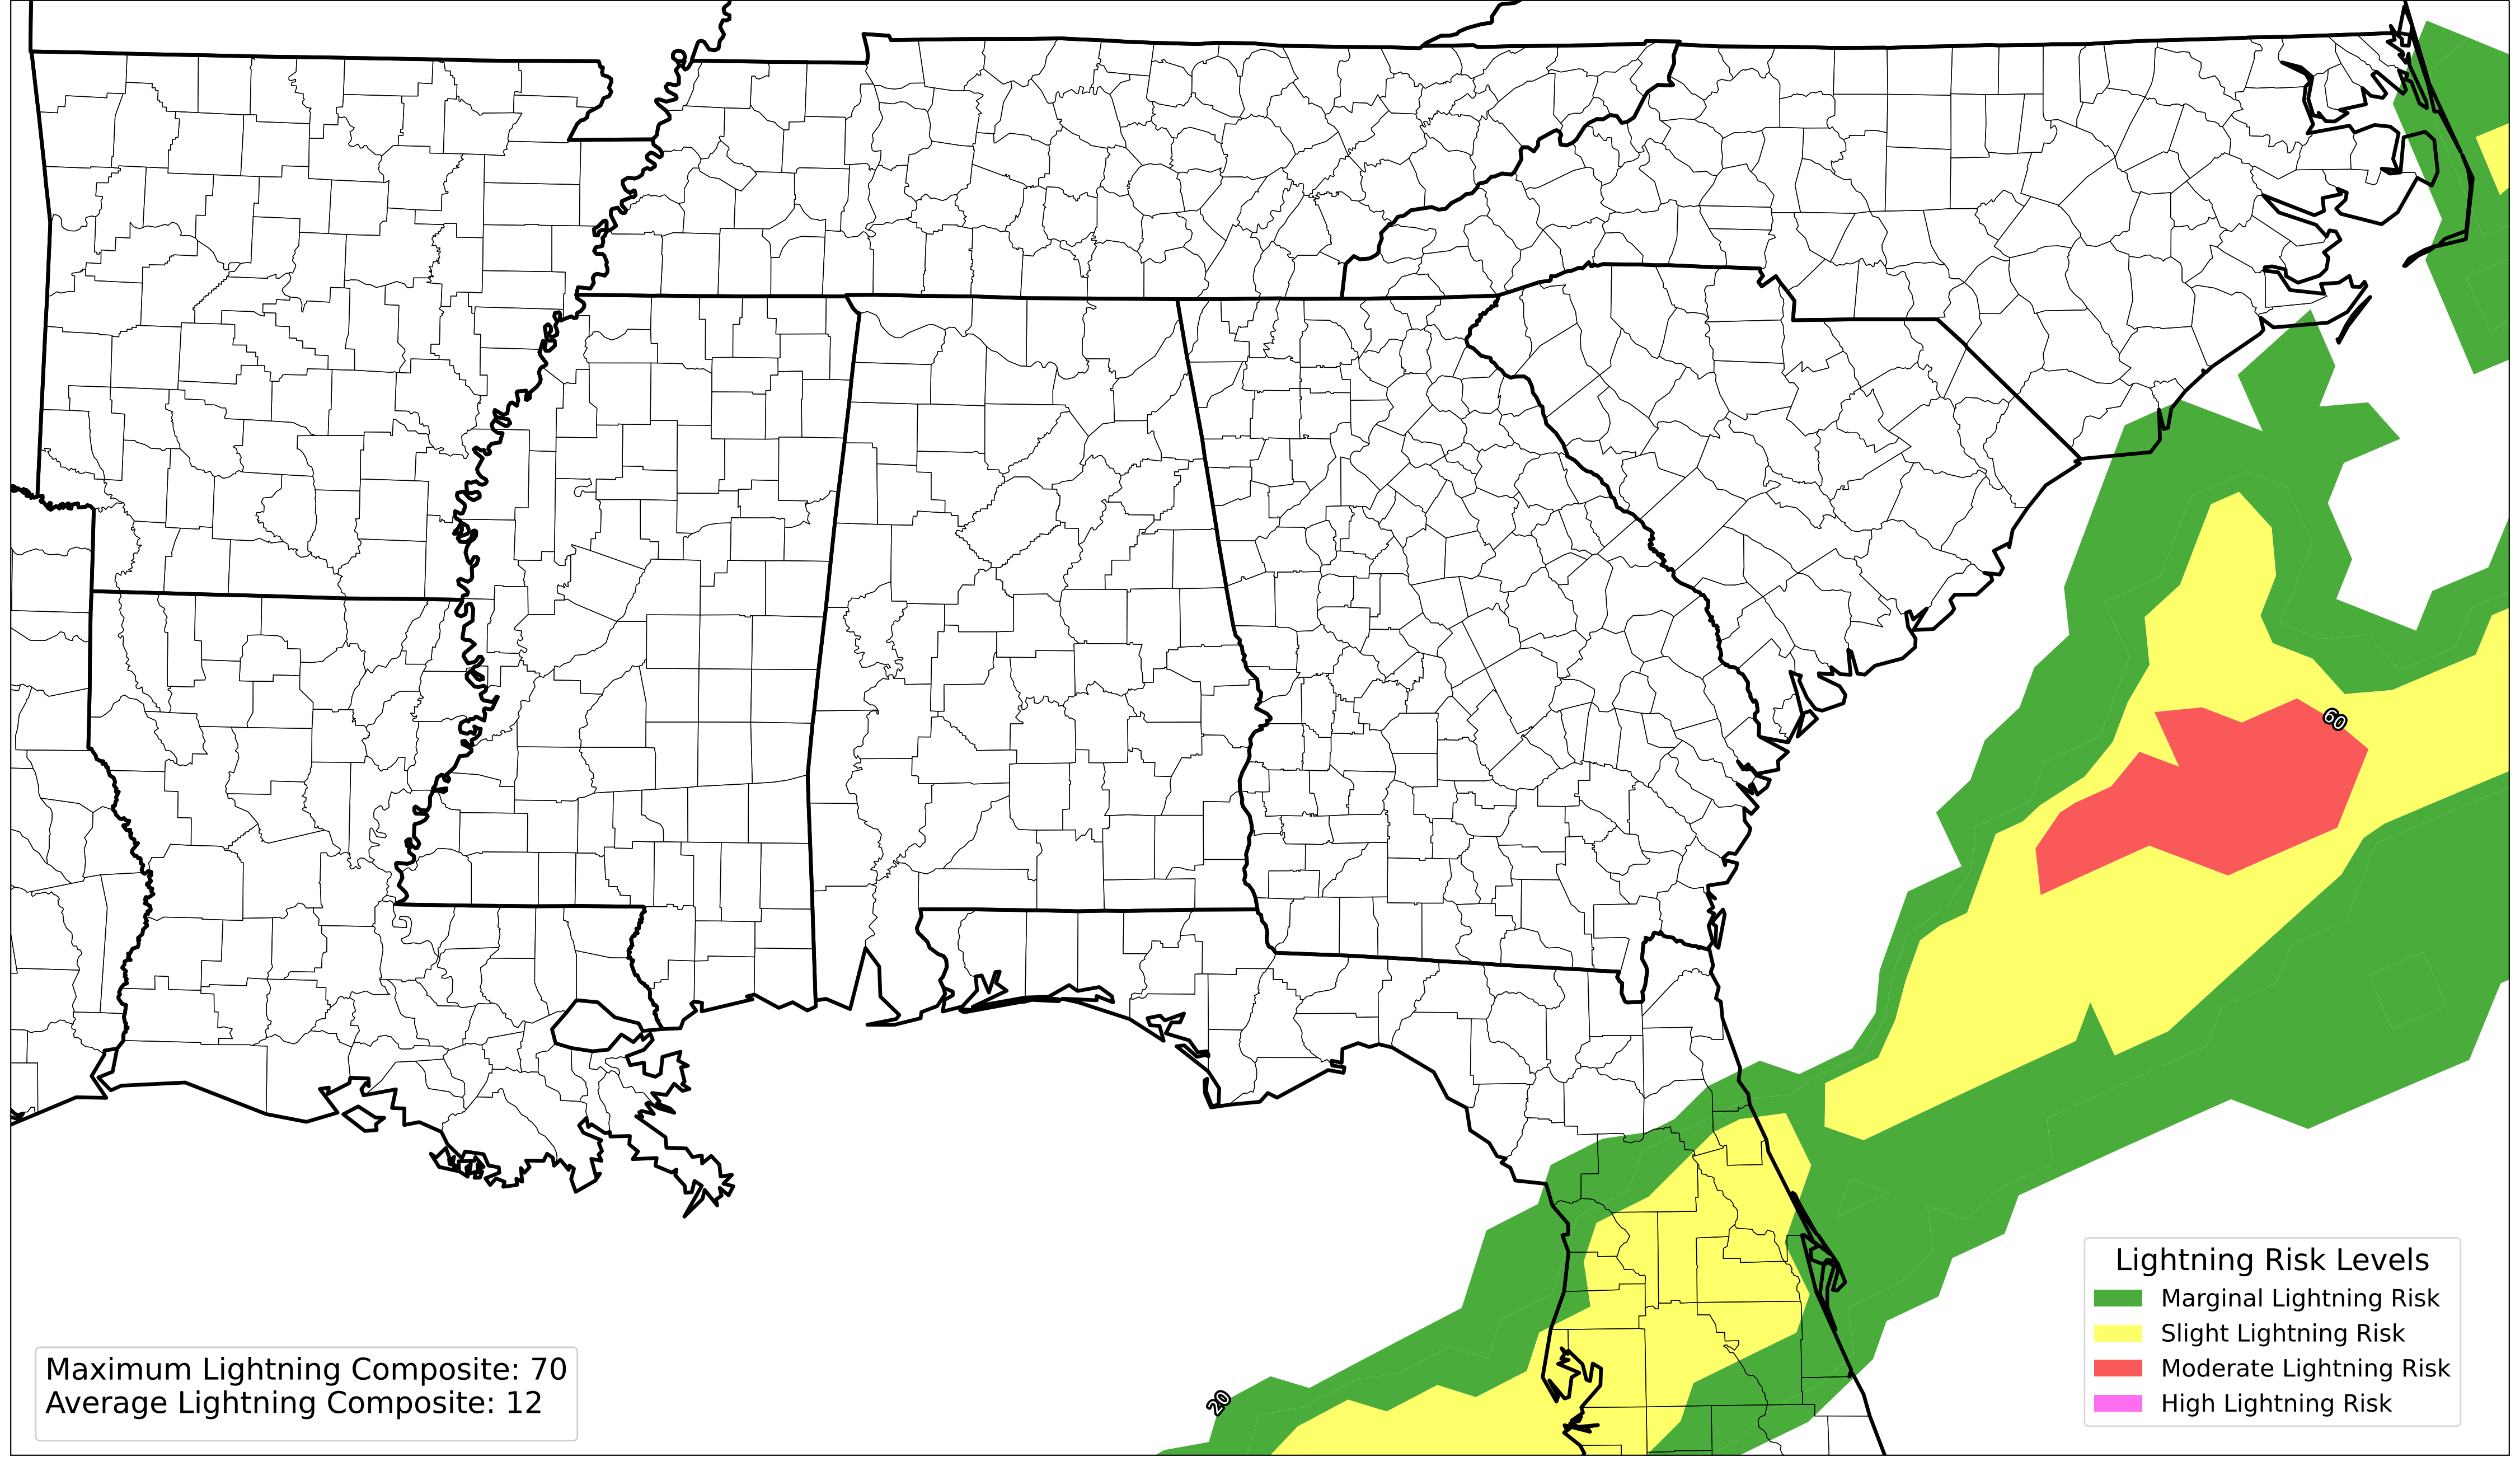 60
20
Lightning Risk Levels
Marginal Lightning Risk
Slight Lightning Risk
Moderate Lightning Risk
High Lightning Risk
Maximum Lightning Composite: 70
Average Lightning Composite: 12